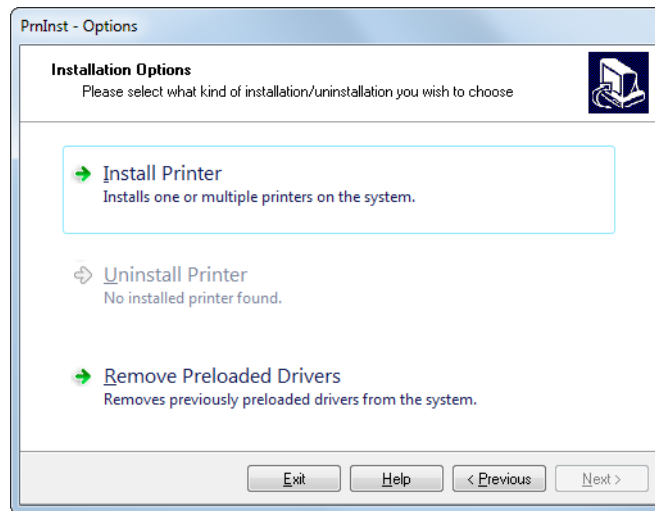 PrnInst - Options
Installation Options
Please select what kind of installation/uninstallation you wish to choose
Install Printer
Installs one or multiple printers on the system.
Uninstall Printer
No installed printer found.
Remove Preloaded Drivers
Removes previously preloaded drivers from the system.
Exit Help < Previous Next >